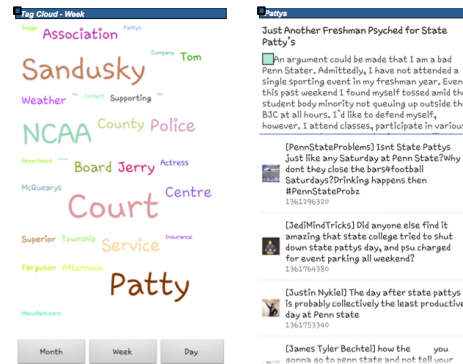 Tag Cloud - Week
Judge Association Pattys
Company Tom
Sandusky
Weather Corbett Supporting
NCAA County Police
Department Board Jerry Actress
McQuearys Centre
Court
Superior Township Service Insurance
Ferguson Afternoon
Patty
Manufacturers
Month Week Day
Pattys
Just Another Freshman Psyched for State
Patty's
An argument could be made that I am a bad
Penn Stater. Admittedly, I have not attended a
single sporting event in my freshman year. Even
this past weekend I found myself tossed amid the
student body minority not queuing up outside the
BJC at all hours. I'd like to defend myself,
however. I attend classes, participate in various
[PennStateProblems] Isnt State Pattys
just like any Saturday at Penn State?Why
dont they close the bars4football
Saturdays?Drinking happens then
#PennStateProbz
1361296320
[JediMindTricks] Did anyone else find it
amazing that state college tried to shut
down state pattys day, and psu charged
for event parking all weekend?
1361764380
[Justin Nykiel] The day after state pattys
is probably collectively the least productive
day at Penn state
1361753340
[James Tyler Bechtel] how the you
gonna go to penn state and not tell your